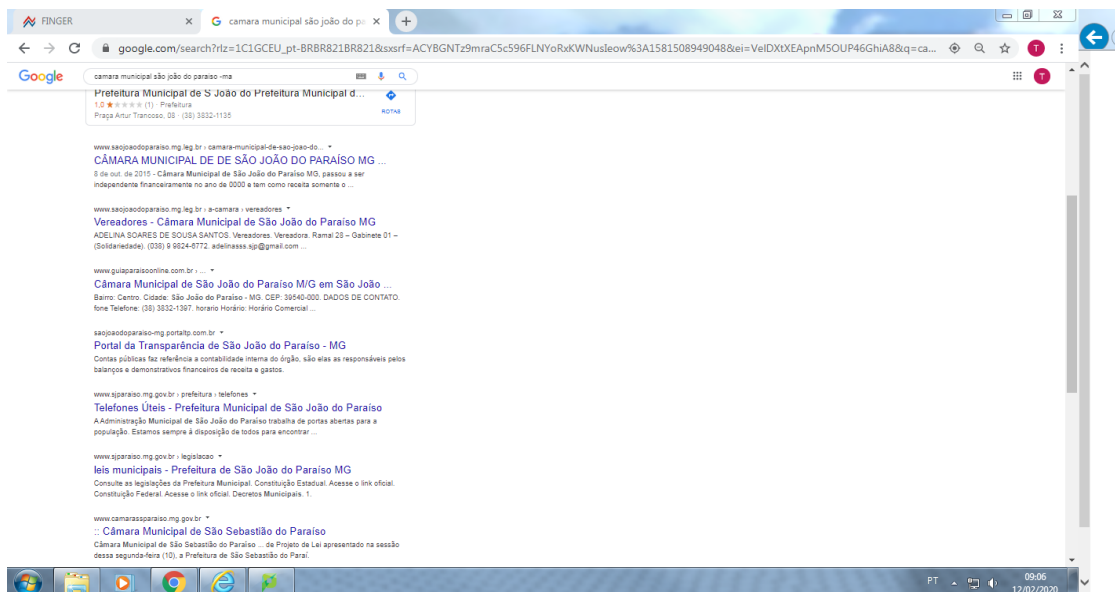 FINGER
camara municipal são joão do pa
google.com/search?rlz=1C1GCEU_pt-BRBR821BR821&sxsrf=ACYBGNTz9mraC5c596FLNYoRxKWNusIeow%3A1581508949048&ei=VeIDXtXEApnM5OUP46GhiA8&q=ca...
T
Google
camara municipal são joão do paraiso -ma
T
Prefeitura Municipal de S João do Prefeitura Municipal d...
1,0 ★★★★★ (1) · Prefeitura
Praça Artur Trancoso, 08 · (38) 3832-1135
ROTAS
www.saojoaodoparaiso.mg.leg.br › camara-municipal-de-sao-joao-do...
CÂMARA MUNICIPAL DE DE SÃO JOÃO DO PARAÍSO MG ...
8 de out. de 2015 - Câmara Municipal de São João do Paraíso MG, passou a ser
independente financeiramente no ano de 0000 e tem como receita somente o ...
www.saojoaodoparaiso.mg.leg.br › a-camara › vereadores
Vereadores - Câmara Municipal de São João do Paraíso MG
ADELINA SOARES DE SOUSA SANTOS. Vereadores. Vereadora. Ramal 28 – Gabinete 01 –
(Solidariedade). (038) 9 9824-6772. adelinasss.sjp@gmail.com ...
www.guiaparaisoonline.com.br › ...
Câmara Municipal de São João do Paraíso M/G em São João ...
Bairro: Centro. Cidade: São João do Paraíso - MG. CEP: 39540-000. DADOS DE CONTATO.
fone Telefone: (38) 3832-1397. horario Horário: Horário Comercial ...
saojoaodoparaiso-mg.portaltp.com.br
Portal da Transparência de São João do Paraíso - MG
Contas públicas faz referência a contabilidade interna do órgão, são elas as responsáveis pelos
balanços e demonstrativos financeiros de receita e gastos.
www.sjparaiso.mg.gov.br › prefeitura › telefones
Telefones Úteis - Prefeitura Municipal de São João do Paraíso
A Administração Municipal de São João do Paraíso trabalha de portas abertas para a
população. Estamos sempre à disposição de todos para encontrar ...
www.sjparaiso.mg.gov.br › legislacao
leis municipais - Prefeitura de São João do Paraíso MG
Consulte as legislações da Prefeitura Municipal. Constituição Estadual. Acesse o link oficial.
Constituição Federal. Acesse o link oficial. Decretos Municipais. 1.
www.camarassparaiso.mg.gov.br
:: Câmara Municipal de São Sebastião do Paraíso
Câmara Municipal de São Sebastião do Paraíso ... de Projeto de Lei apresentado na sessão
dessa segunda-feira (10), a Prefeitura de São Sebastião do Paraí.
PT
09:06
12/02/2020